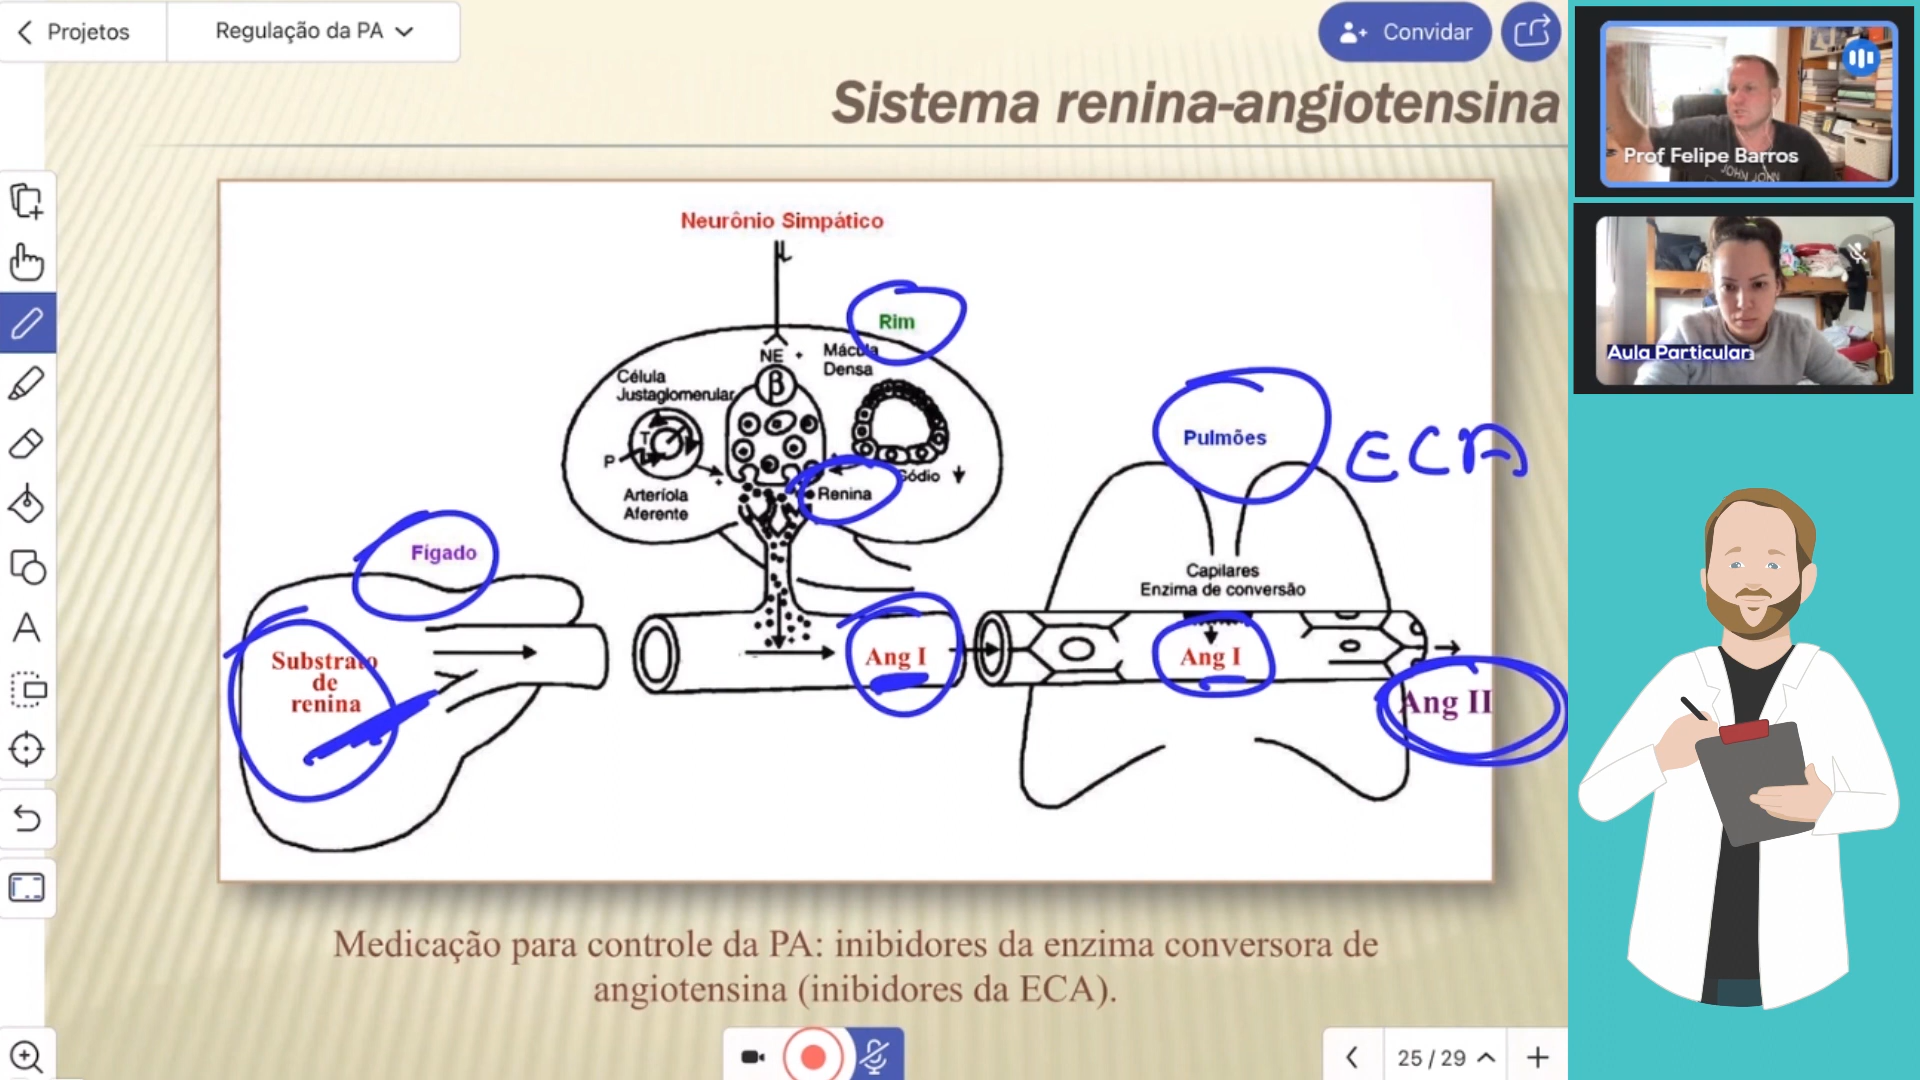 Projetos
Regulação da PA
Convidar
Sistema renina-angiotensina
Prof Felipe Barros
JOHN JOHN
Aula Particular
Neurônio Simpático
Rim
NE +
Mácula
Densa
Célula
Justaglomerular
β
T
P
+
Renina
Sódio
Arteríola
Aferente
Pulmões
ECA
Fígado
Capilares
Enzima de conversão
Substrato
de
renina
Ang I
Ang I
Ang II
Medicação para controle da PA: inibidores da enzima conversora de
angiotensina (inibidores da ECA).
A
25 / 29